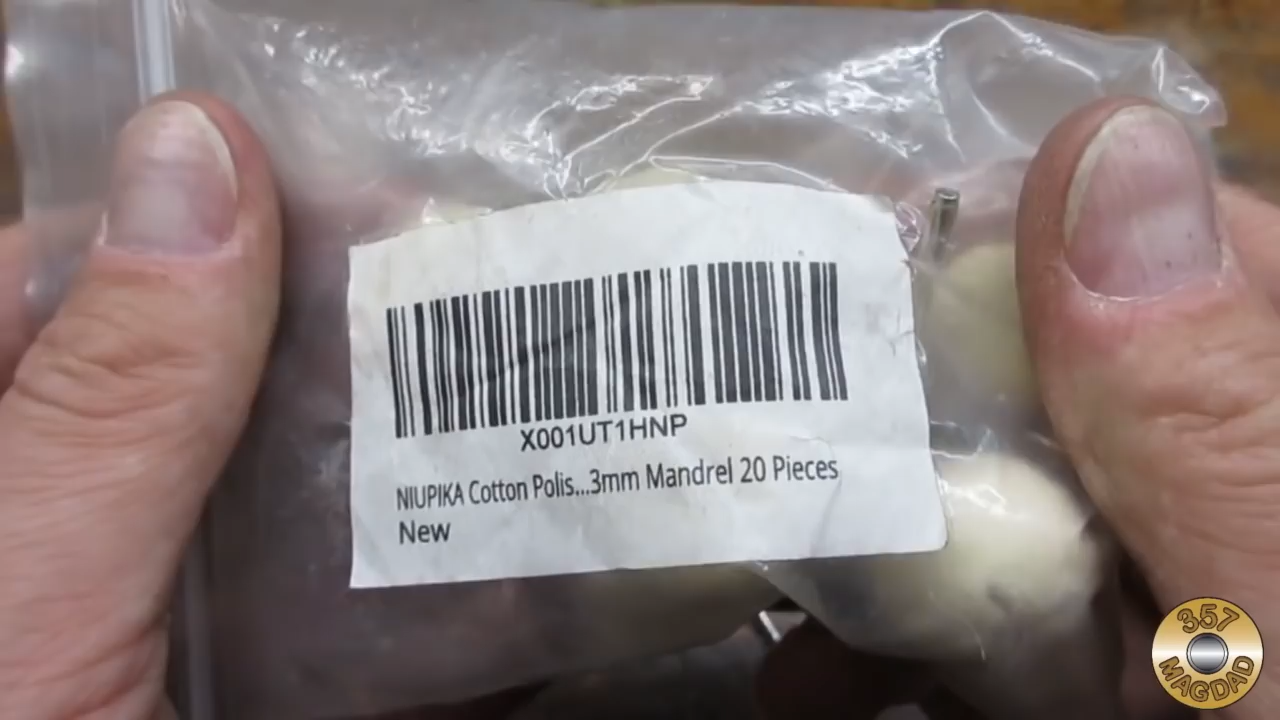 X001UT1HNP
NIUPIKA Cotton Polis...3mm Mandrel 20 Pieces
New
357
MAGDAD